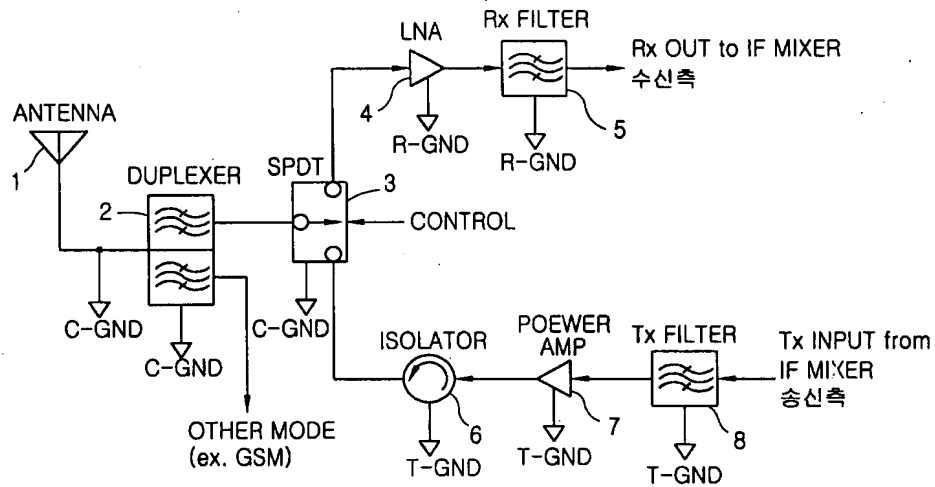 LNA
Rx FILTER
Rx OUT to IF MIXER
수신측
4
5
R-GND
R-GND
ANTENNA
1
DUPLEXER
2
SPDT
3
CONTROL
C-GND
C-GND
C-GND
OTHER MODE
(ex. GSM)
ISOLATOR
6
T-GND
POEWER
AMP
7
T-GND
Tx FILTER
8
T-GND
Tx INPUT from
IF MIXER
송신측